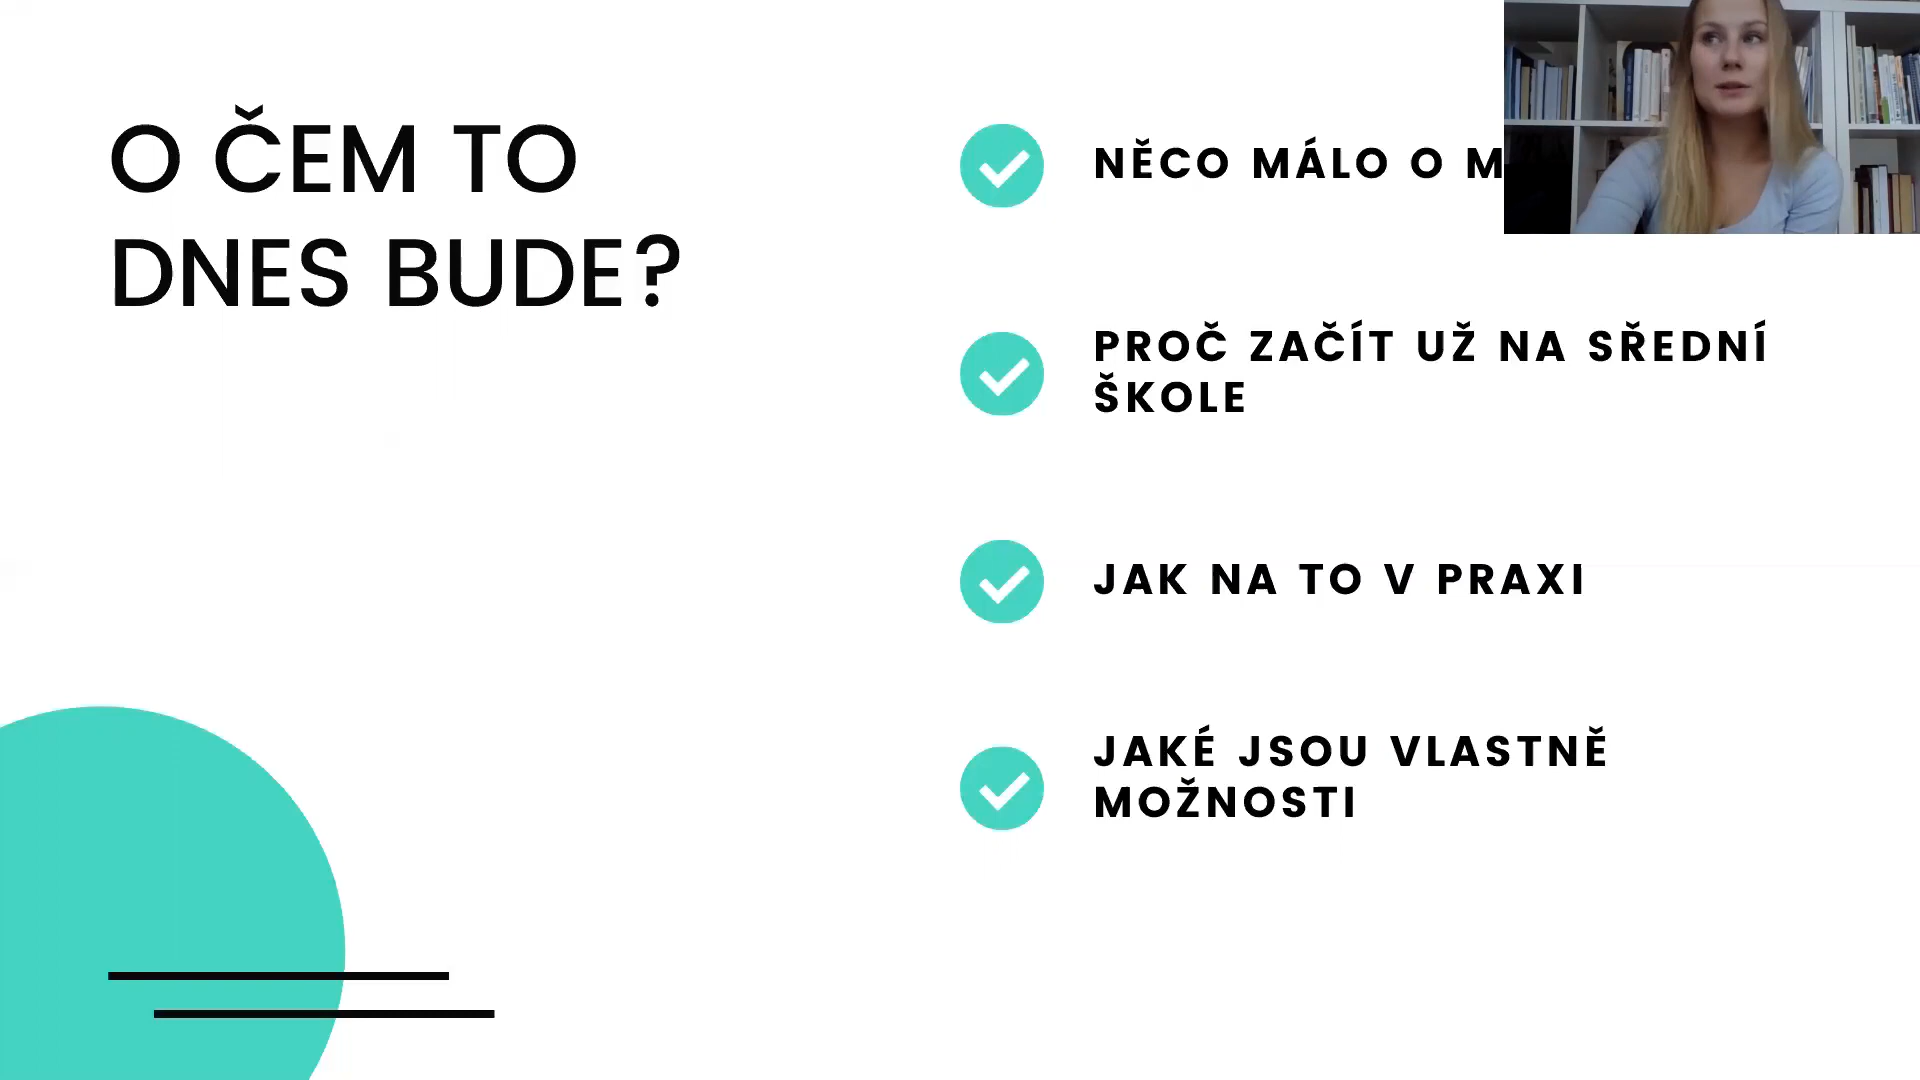 O ČEM TO
DNES BUDE?
NĚCO MÁLO O
PROČ ZAČÍT UŽ NA SŘEDNÍ
ŠKOLE
JAK NA TO V PRAXI
JAKÉ JSOU VLASTNĚ
MOŽNOSTI